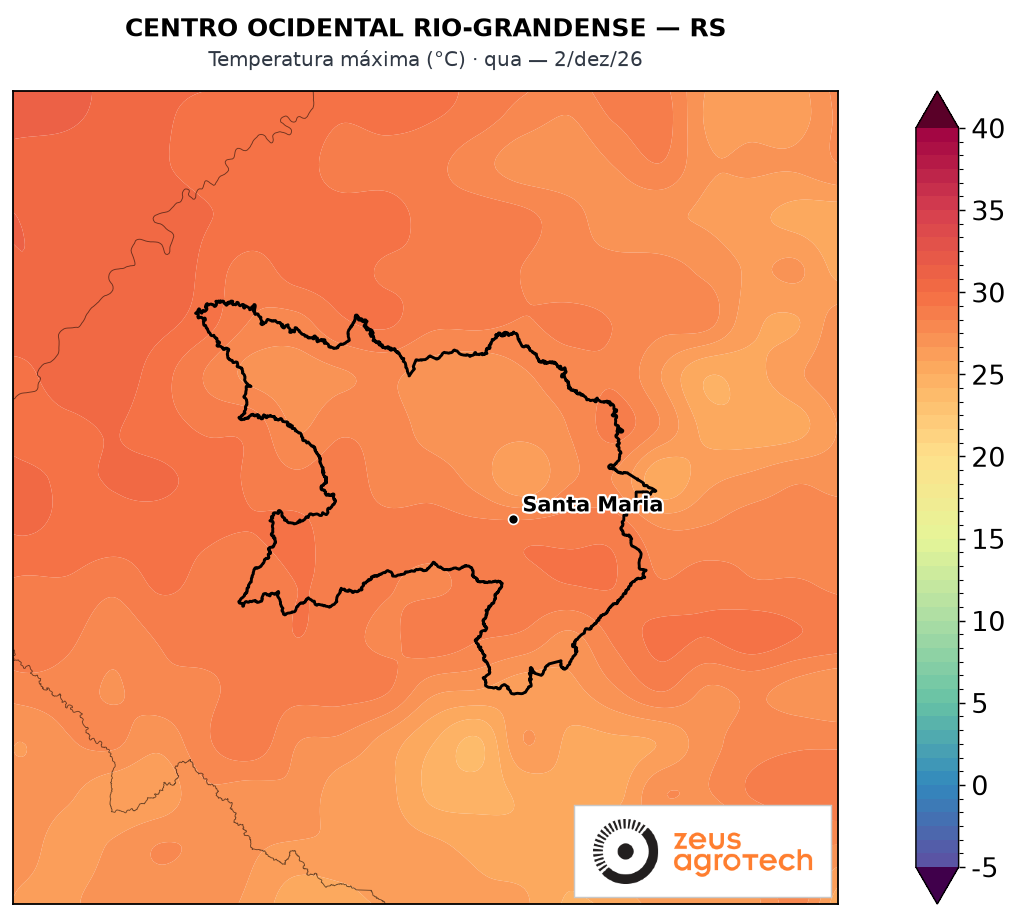 CENTRO OCIDENTAL RIO-GRANDENSE — RS
Temperatura máxima (°C) · qua — 2/dez/26
40
35
30
25
20
15
10
5
0
-5
Santa Maria
zeus
agrotech